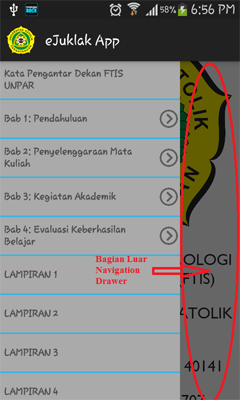 58% 6:56 PM
eJuklak App
Kata Pengantar Dekan FTIS
UNPAR
Bab 1: Pendahuluan
Bab 2: Penyelenggaraan Mata
Kuliah
Bab 3: Kegiatan Akademik
Bab 4: Evaluasi Keberhasilan
Belajar
LAMPIRAN 1
LAMPIRAN 2
LAMPIRAN 3
LAMPIRAN 4
Bagian Luar
Navigation
Drawer
OLOGI
(FTIS)
ATOLIK
40141